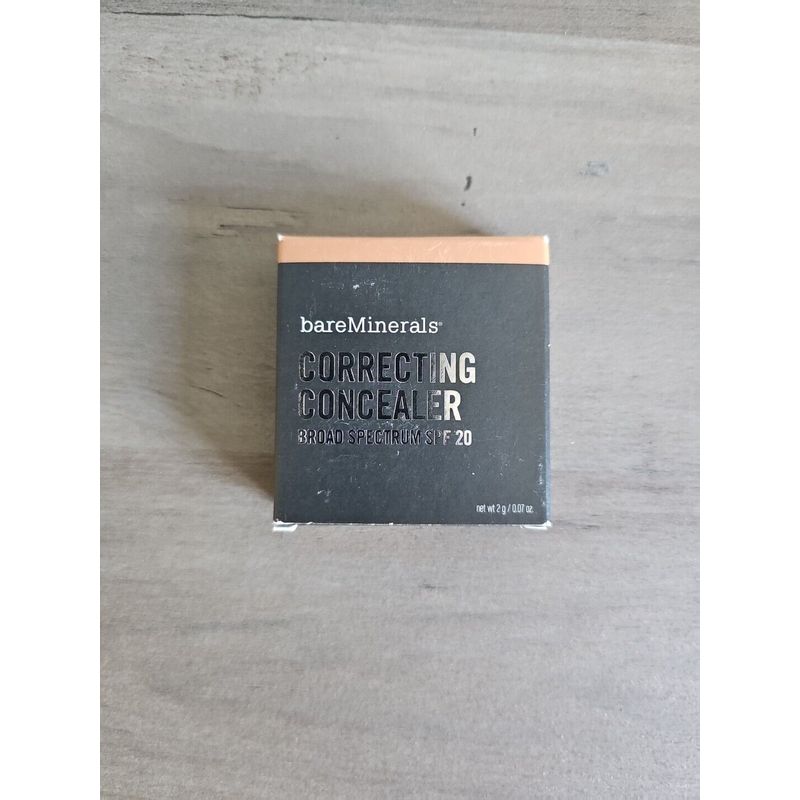 bareMinerals®
CORRECTING
CONCEALER
BROAD SPECTRUM SPF 20
net wt 2 g / 0.07 oz.